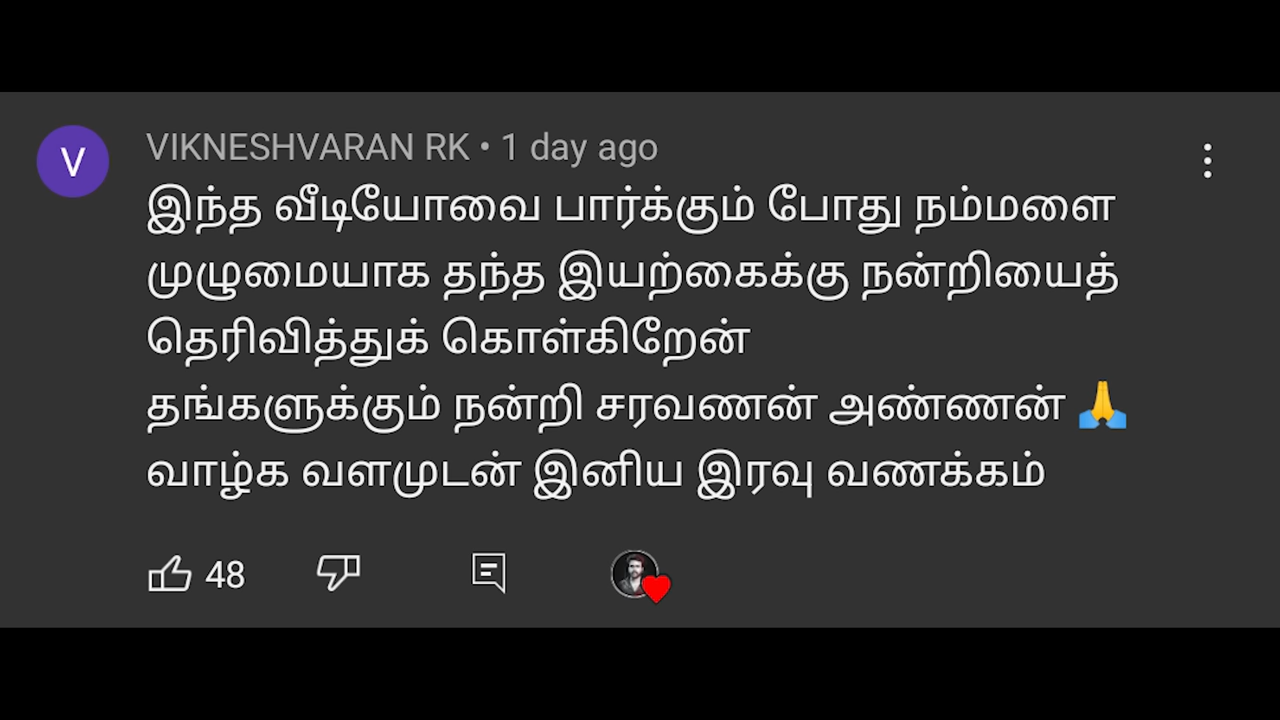 V
VIKNESHVARAN RK • 1 day ago
இந்த வீடியோவை பார்க்கும் போது நம்மளை
முழுமையாக தந்த இயற்கைக்கு நன்றியைத்
தெரிவித்துக் கொள்கிறேன்
தங்களுக்கும் நன்றி சரவணன் அண்ணன் 🙏
வாழ்க வளமுடன் இனிய இரவு வணக்கம்
48